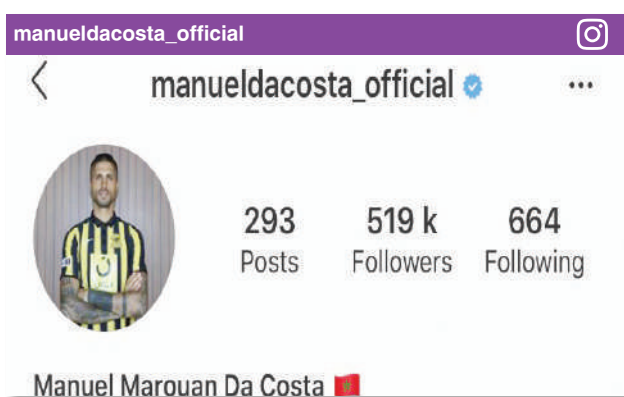 manueldacosta_official
manueldacosta_official
293 519 k 664
Posts Followers Following
Manuel Marouan Da Costa 🇲🇦